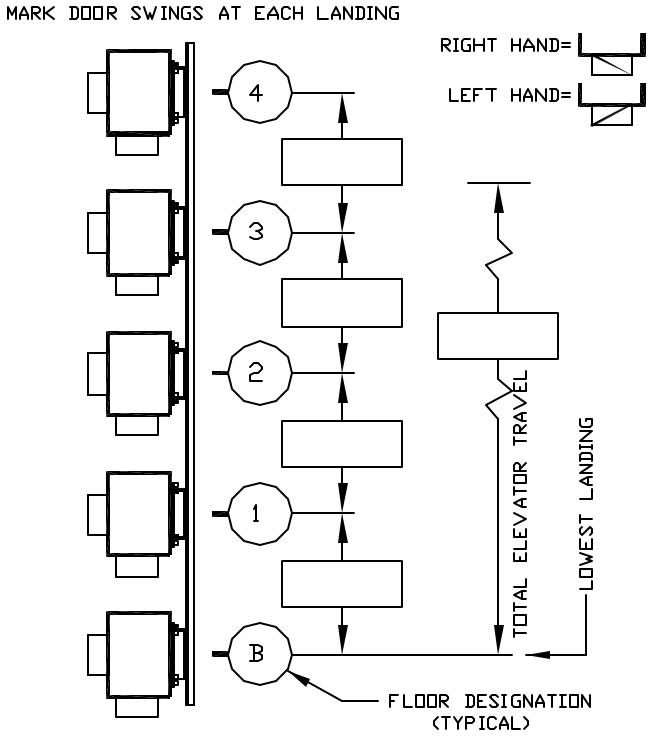 MARK DOOR SWINGS AT EACH LANDING
RIGHT HAND=
LEFT HAND=
4
3
2
1
B
TOTAL ELEVATOR TRAVEL
LOWEST LANDING
FLOOR DESIGNATION
(TYPICAL)